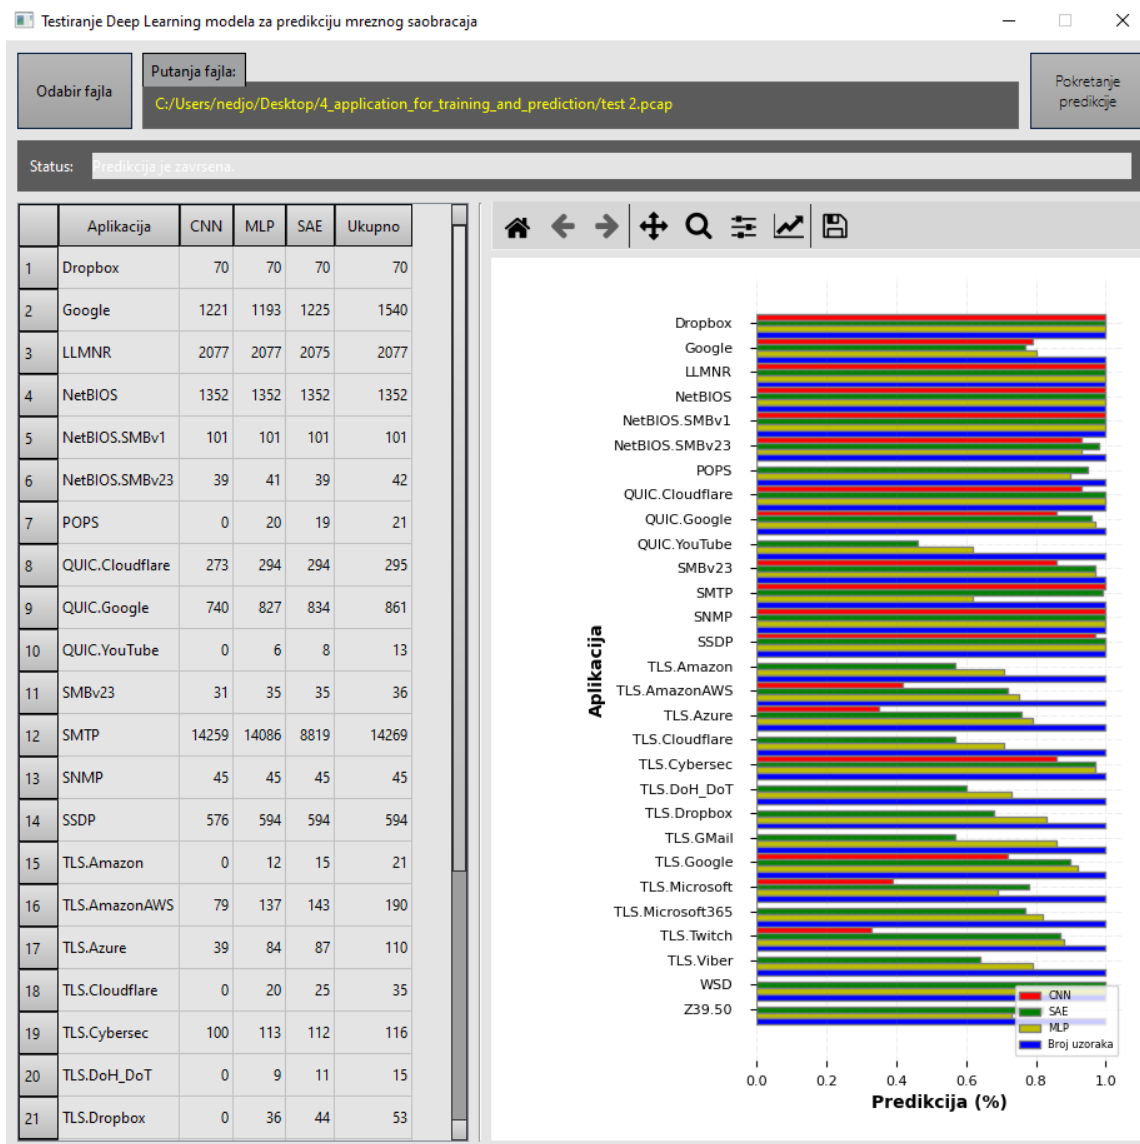 Testiranje Deep Learning modela za predikciju mreznog saobracaja
Odabir fajla
Putanja fajla:
C:/Users/nedjo/Desktop/4_application_for_training_and_prediction/test 2.pcap
Pokretanje
predikcije
Status: Predikcija je zavrsena.
Aplikacija CNN MLP SAE Ukupno
1 Dropbox 70 70 70 70
2 Google 1221 1193 1225 1540
3 LLMNR 2077 2077 2075 2077
4 NetBIOS 1352 1352 1352 1352
5 NetBIOS.SMBv1 101 101 101 101
6 NetBIOS.SMBv23 39 41 39 42
7 POPS 0 20 19 21
8 QUIC.Cloudflare 273 294 294 295
9 QUIC.Google 740 827 834 861
10 QUIC.YouTube 0 6 8 13
11 SMBv23 31 35 35 36
12 SMTP 14259 14086 8819 14269
13 SNMP 45 45 45 45
14 SSDP 576 594 594 594
15 TLS.Amazon 0 12 15 21
16 TLS.AmazonAWS 79 137 143 190
17 TLS.Azure 39 84 87 110
18 TLS.Cloudflare 0 20 25 35
19 TLS.Cybersec 100 113 112 116
20 TLS.DoH_DoT 0 9 11 15
21 TLS.Dropbox 0 36 44 53
Dropbox
Google
LLMNR
NetBIOS
NetBIOS.SMBv1
NetBIOS.SMBv23
POPS
QUIC.Cloudflare
QUIC.Google
QUIC.YouTube
SMBv23
SMTP
SNMP
SSDP
TLS.Amazon
TLS.AmazonAWS
TLS.Azure
TLS.Cloudflare
TLS.Cybersec
TLS.DoH_DoT
TLS.Dropbox
TLS.GMail
TLS.Google
TLS.Microsoft
TLS.Microsoft365
TLS.Twitch
TLS.Viber
WSD
Z39.50
Aplikacija
CNN
SAE
MLP
Broj uzoraka
0.0 0.2 0.4 0.6 0.8 1.0
Predikcija (%)